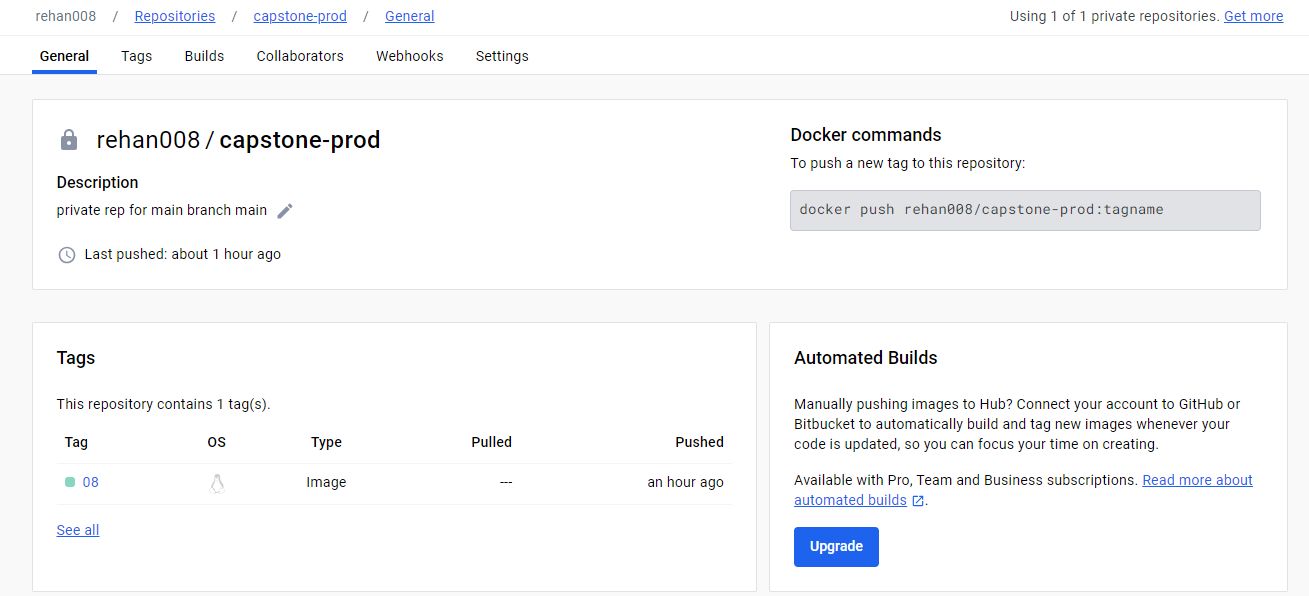 rehan008 / Repositories / capstone-prod / General
Using 1 of 1 private repositories. Get more
General Tags Builds Collaborators Webhooks Settings
rehan008 / capstone-prod
Description
private rep for main branch main
Last pushed: about 1 hour ago
Docker commands
To push a new tag to this repository:
docker push rehan008/capstone-prod:tagname
Tags
This repository contains 1 tag(s).
Tag OS Type Pulled Pushed
08 Image --- an hour ago
See all
Automated Builds
Manually pushing images to Hub? Connect your account to GitHub or
Bitbucket to automatically build and tag new images whenever your
code is updated, so you can focus your time on creating.
Available with Pro, Team and Business subscriptions. Read more about
automated builds.
Upgrade